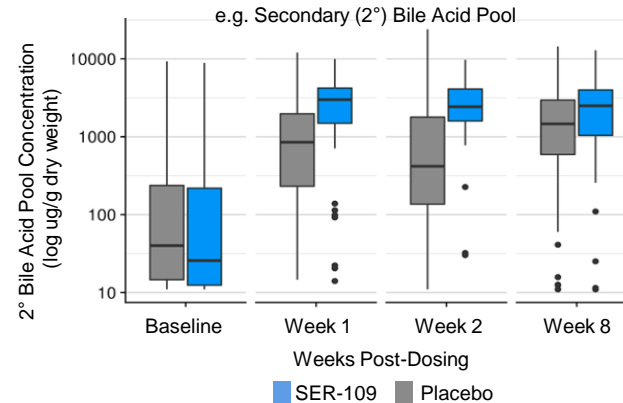 e.g. Secondary (2°) Bile Acid Pool
2° Bile Acid Pool Concentration
(log ug/g dry weight)
10000
1000
100
10
Baseline
Week 1
Week 2
Week 8
Weeks Post-Dosing
SER-109
Placebo